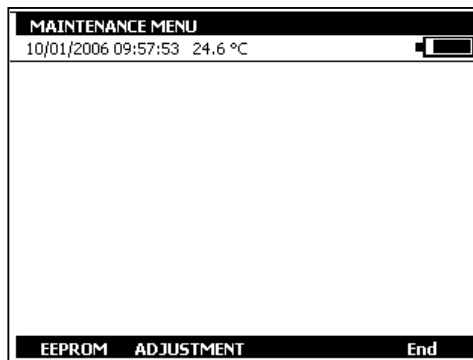 MAINTENANCE MENU
10/01/2006 09:57:53 24.6 °C
EEPROM ADJUSTMENT End